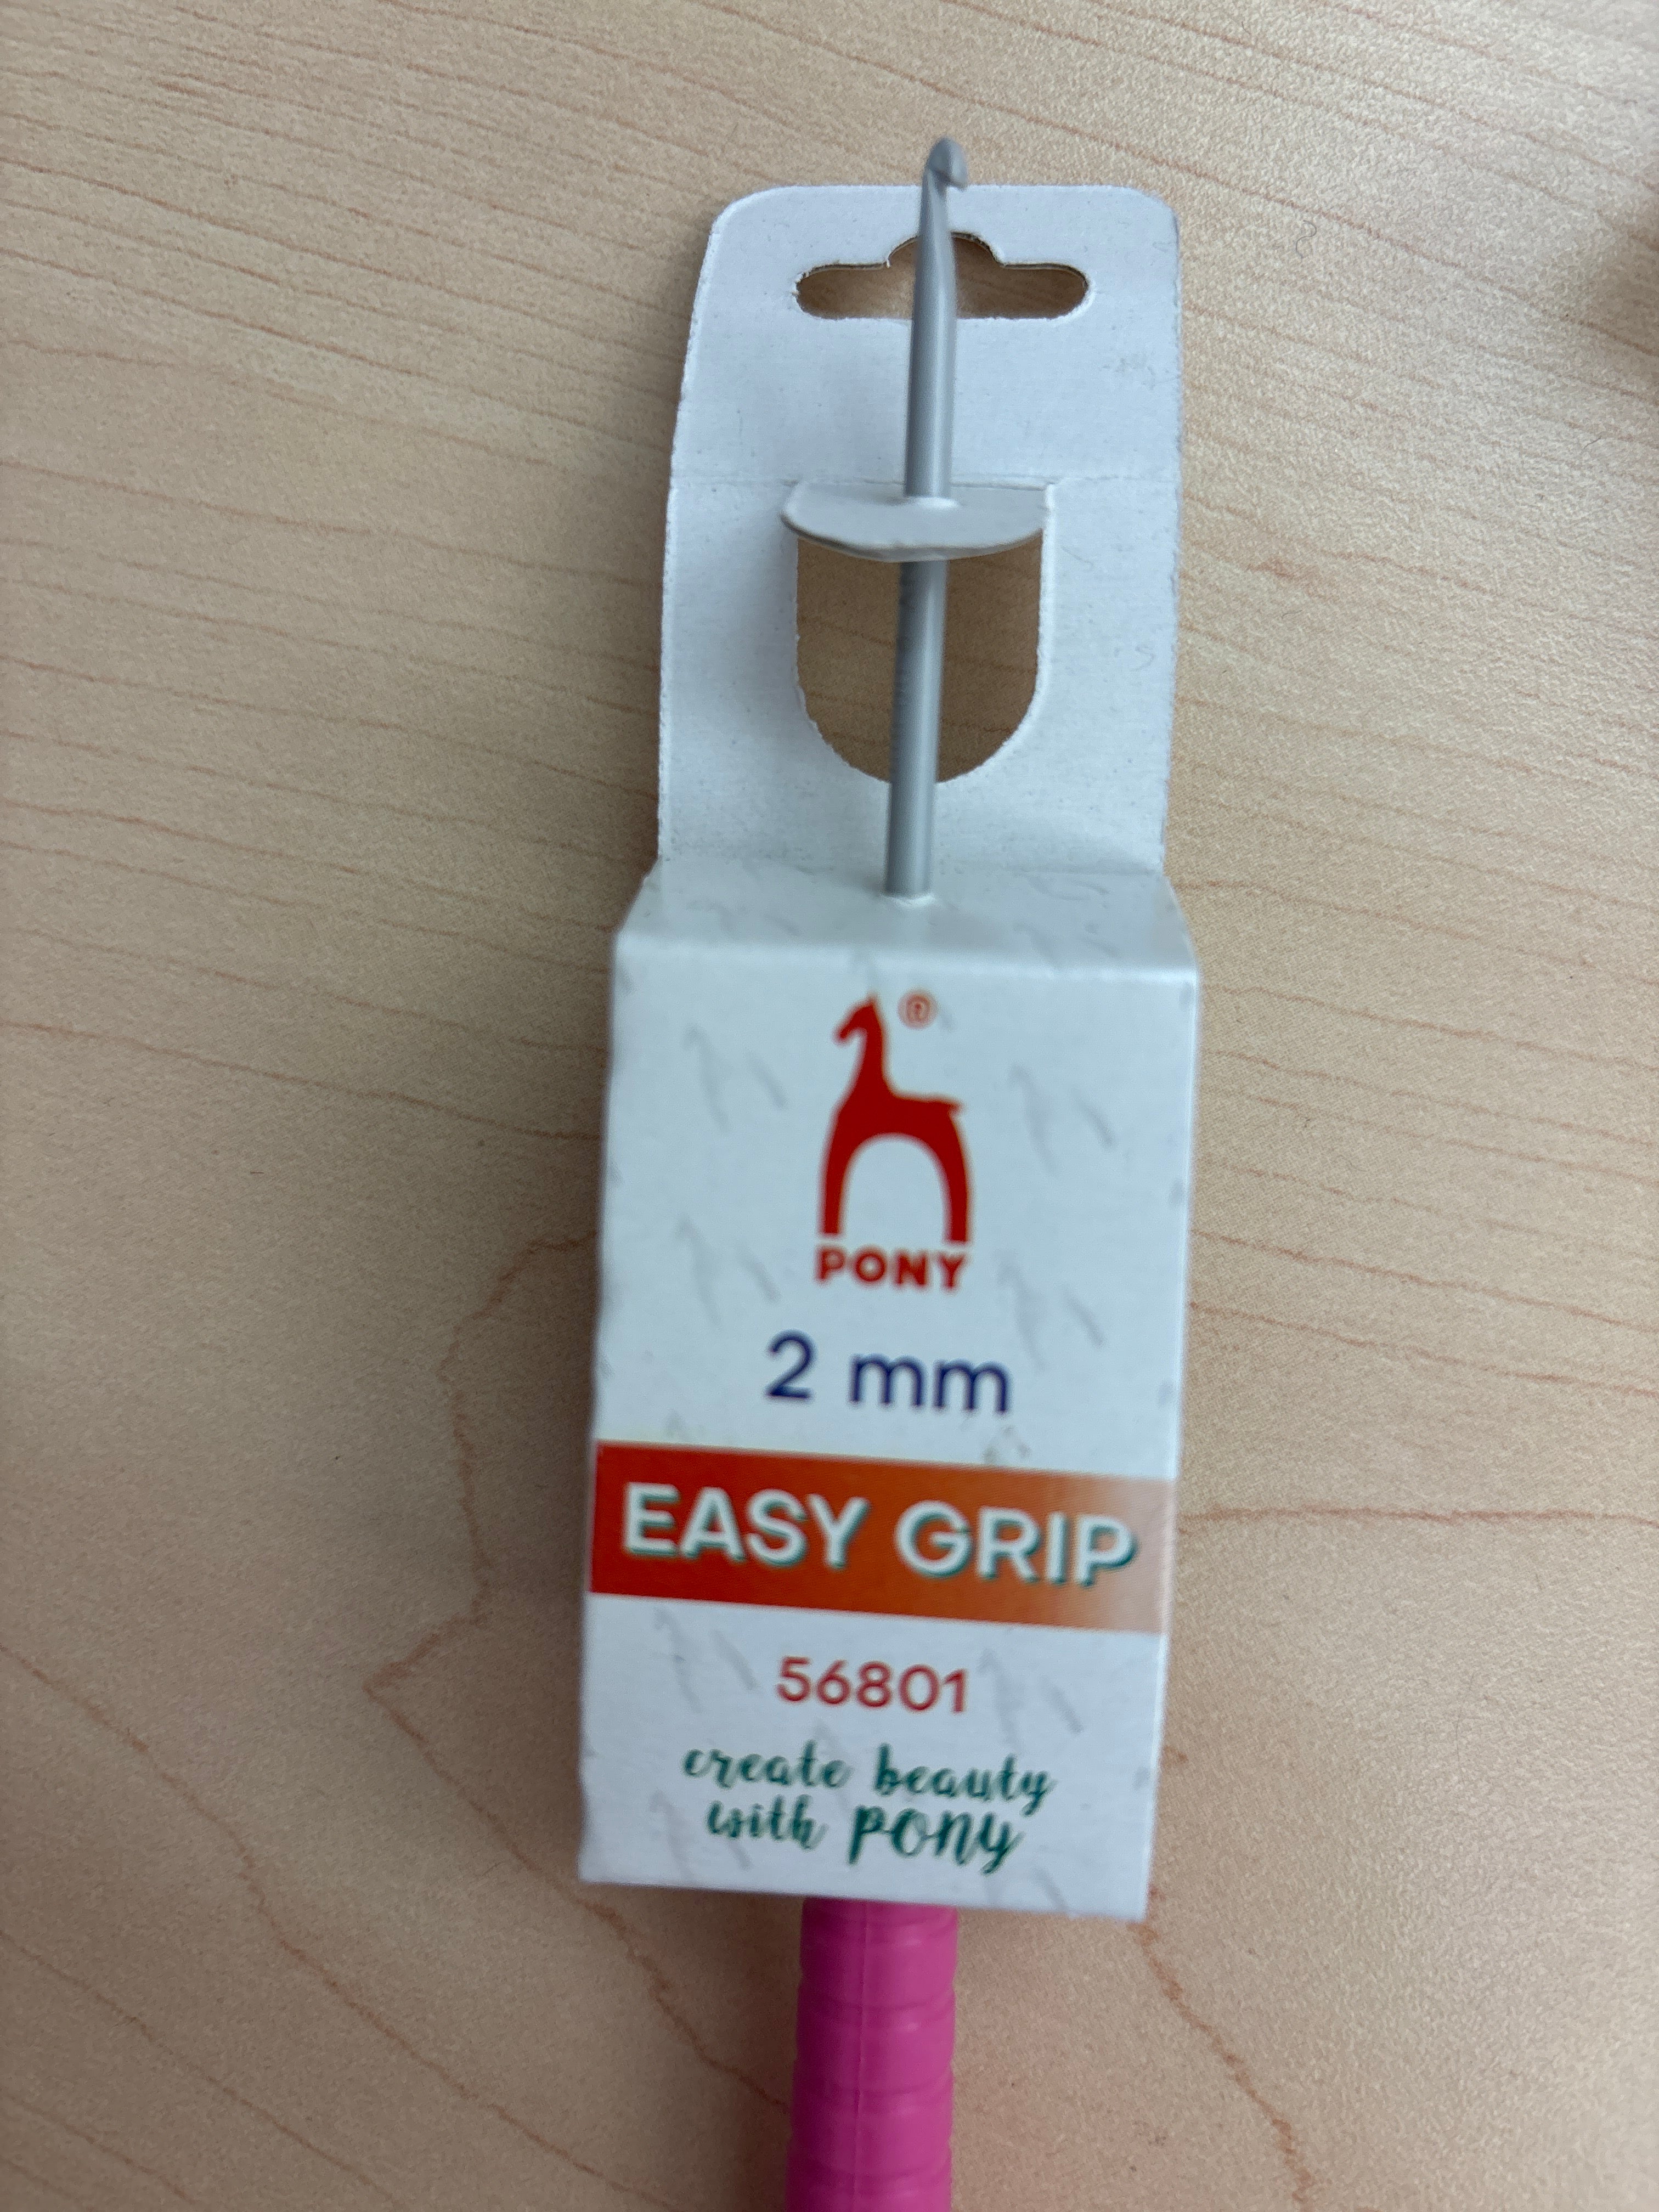 ®
PONY
2 mm
EASY GRIP
56801
create beauty
with PONY